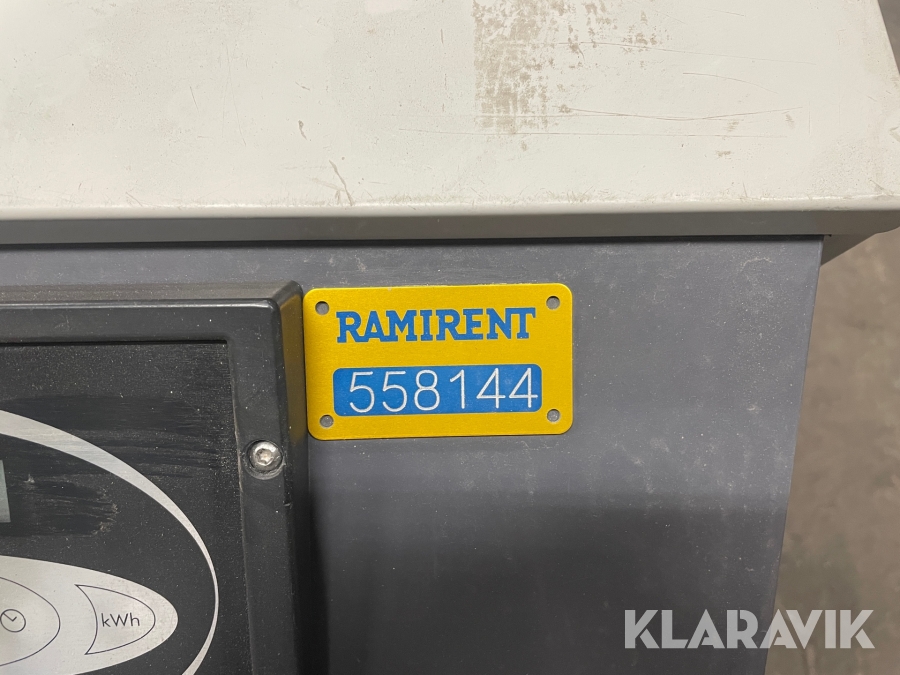 RAMIRENT
558144
kWh
KLARAVIK